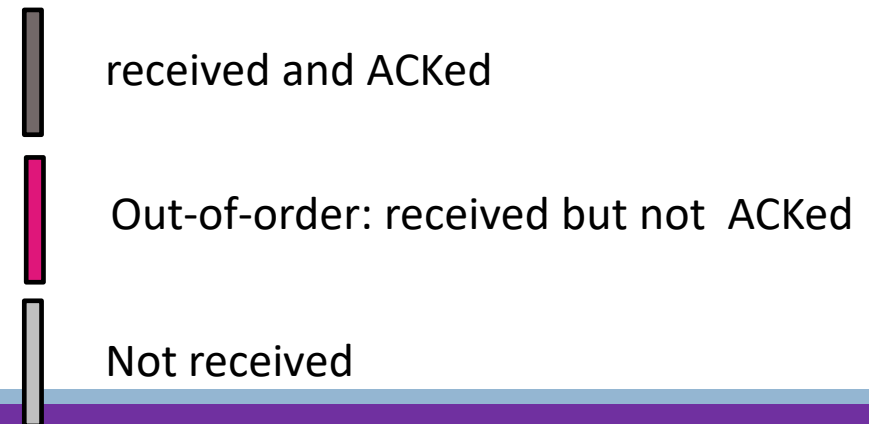 received and ACKed
Out-of-order: received but not ACKed
Not received